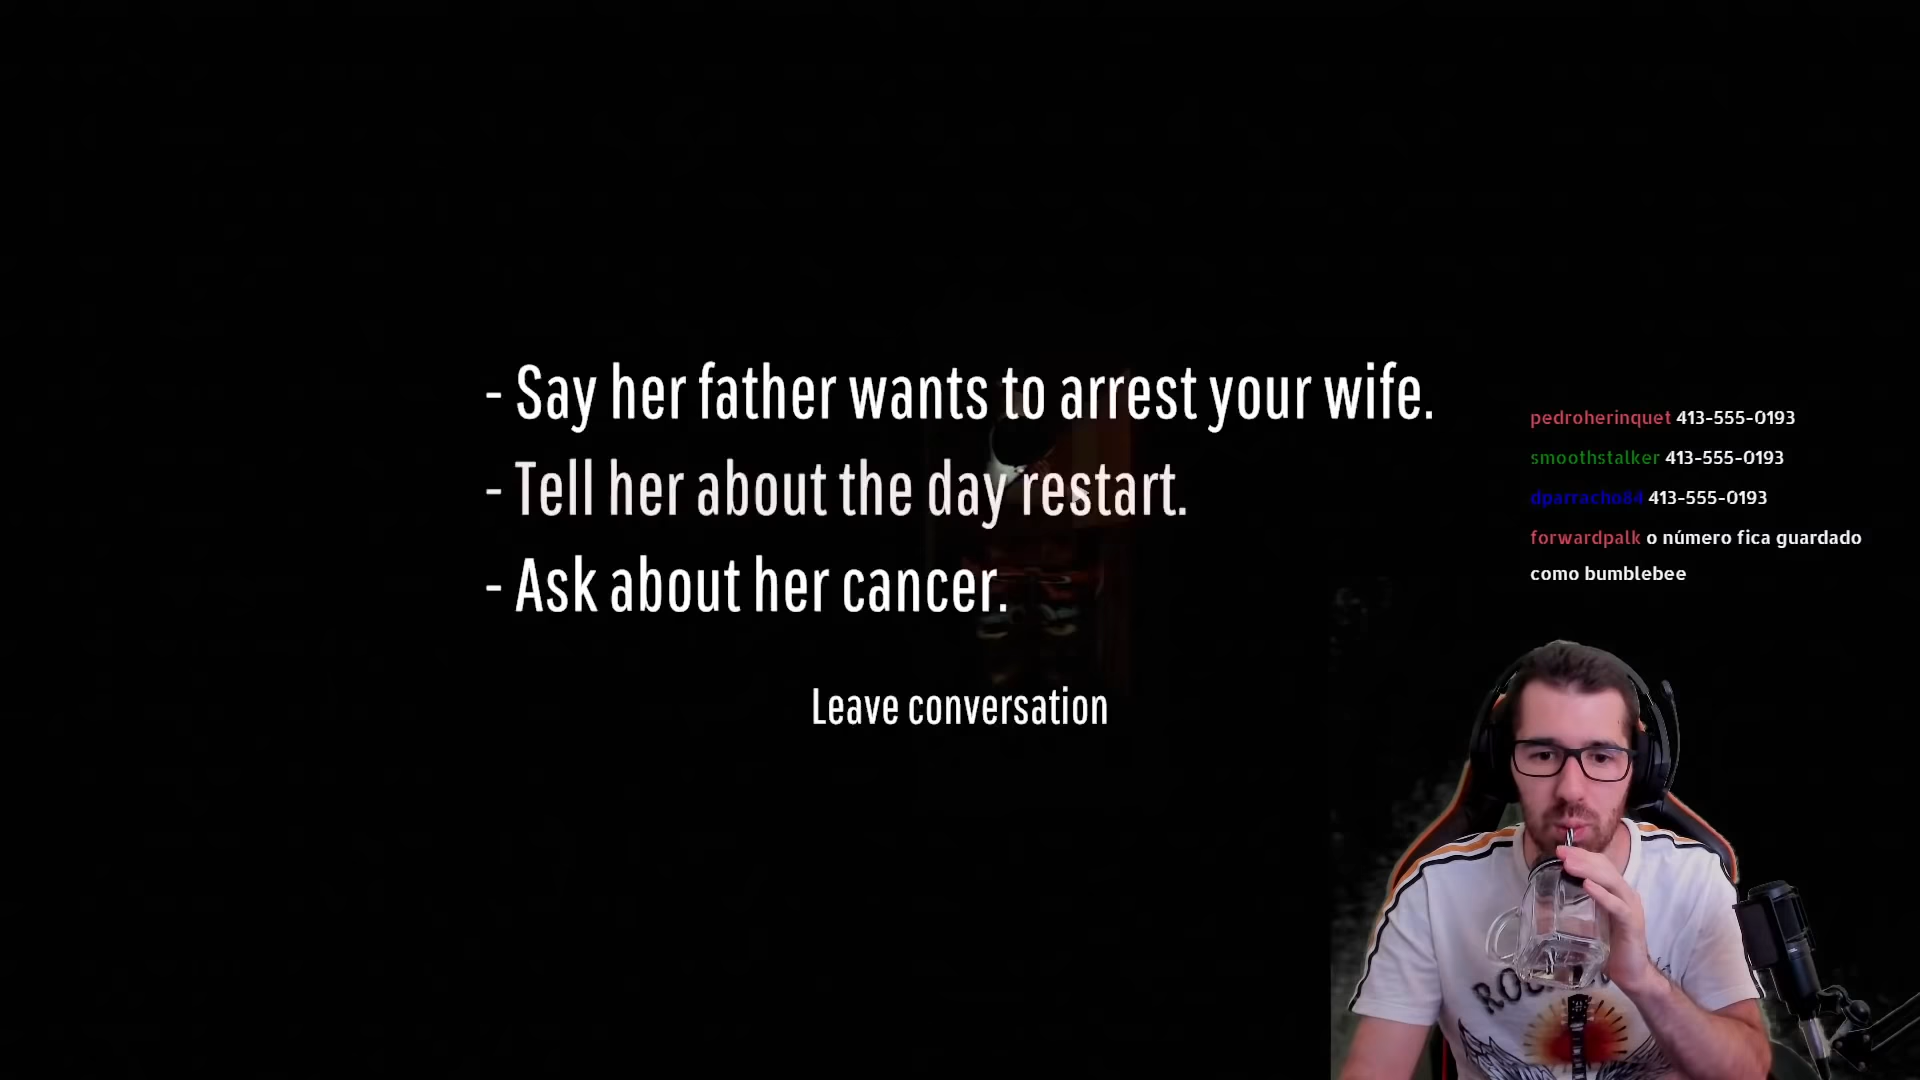 - Say her father wants to arrest your wife.
- Tell her about the day restart.
- Ask about her cancer.
Leave conversation
pedroherinquet 413-555-0193
smoothstalker 413-555-0193
dparracho84 413-555-0193
forwardpalk o número fica guardado
como bumblebee